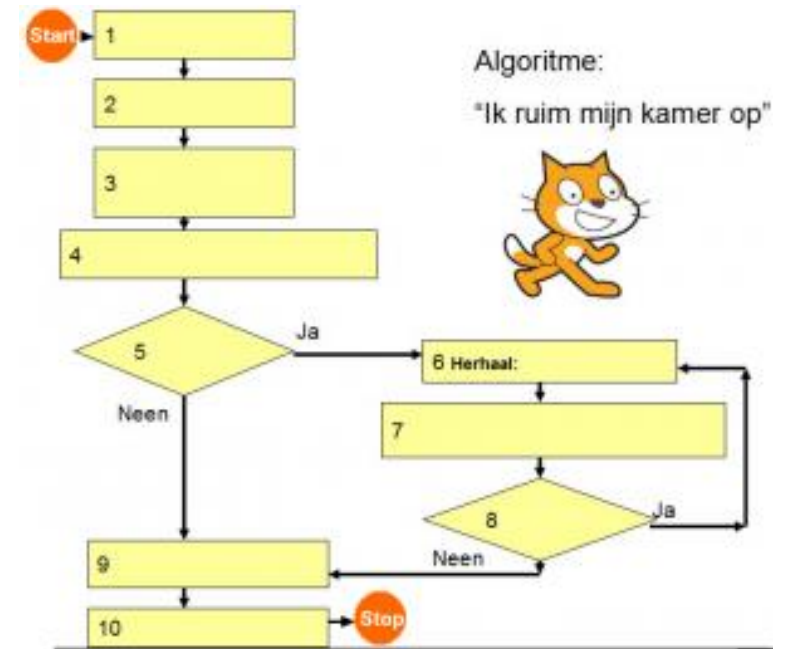 Start
1
Algoritme:
"Ik ruim mijn kamer op"
2
3
4
5
Ja
6 Herhaal:
Neen
7
8
Ja
Neen
9
10
Stop